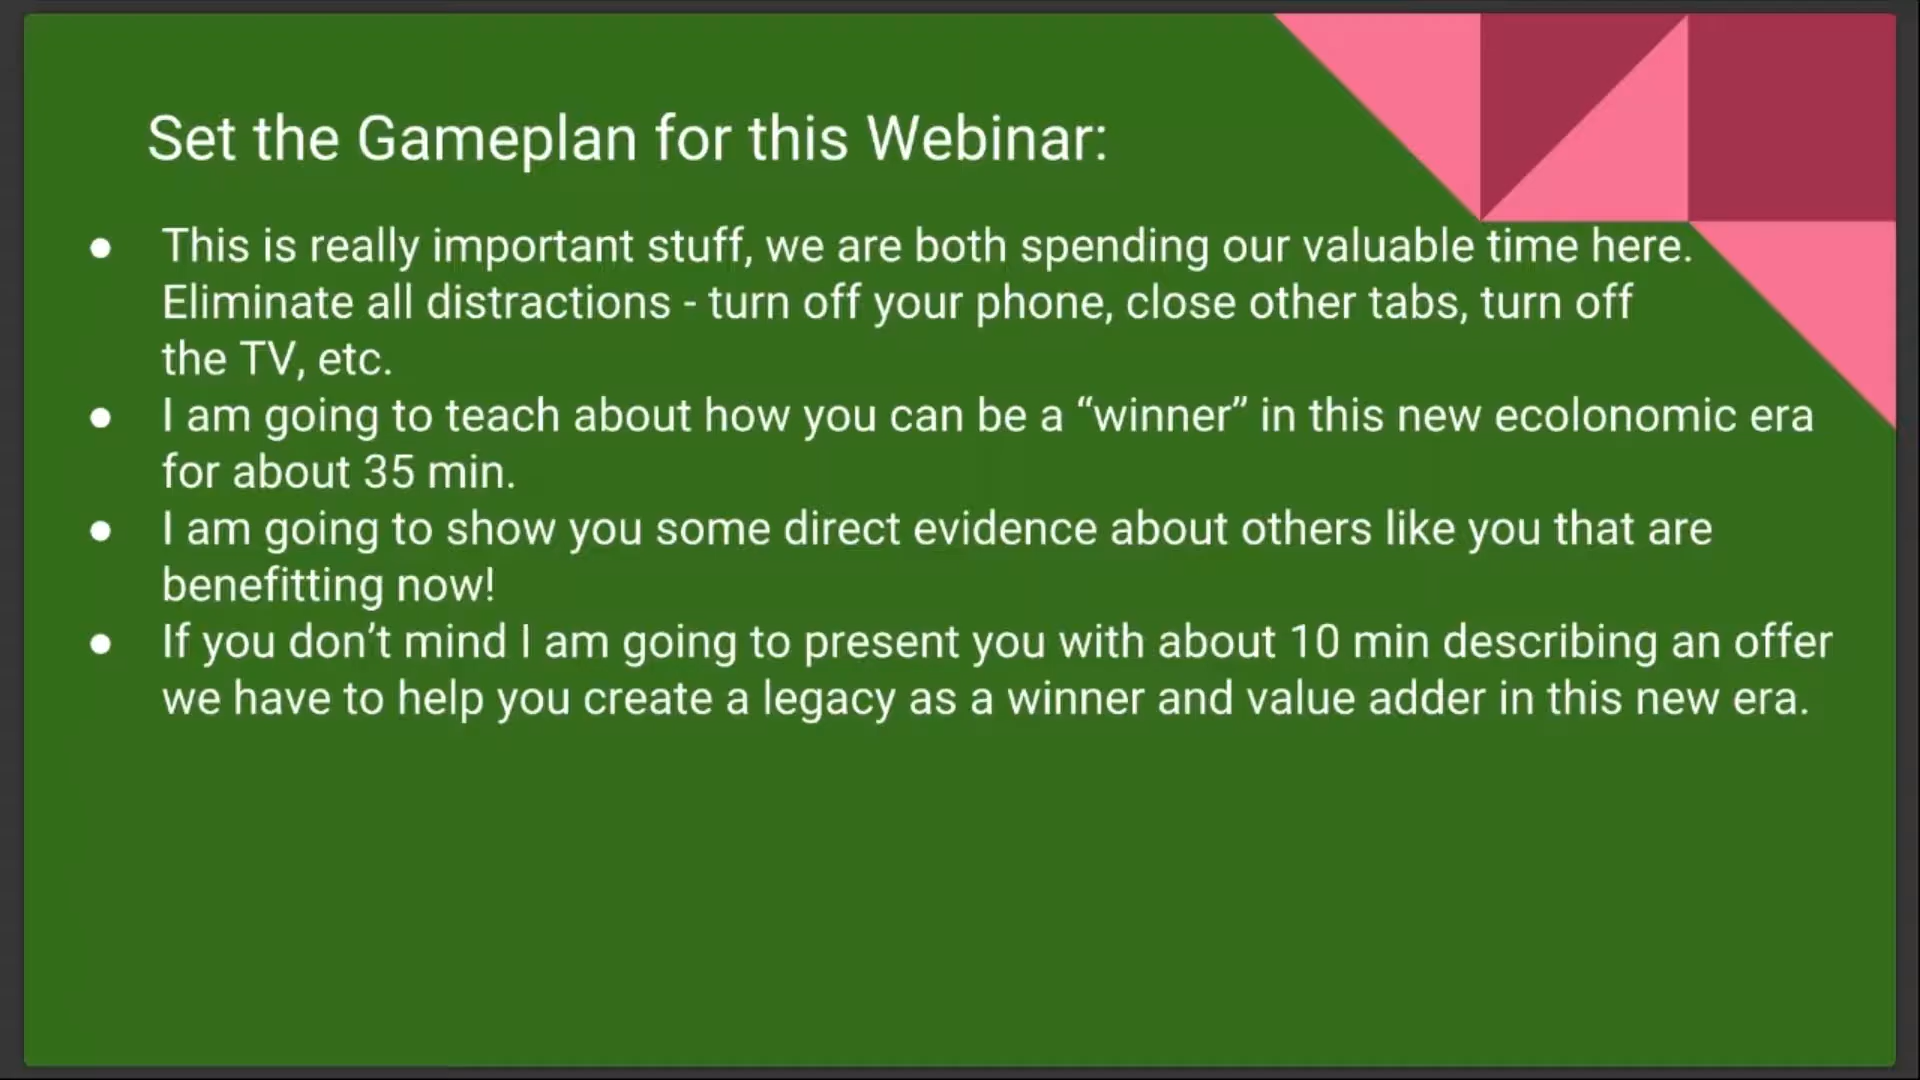 Set the Gameplan for this Webinar:
● This is really important stuff, we are both spending our valuable time here.
Eliminate all distractions - turn off your phone, close other tabs, turn off
the TV, etc.
● I am going to teach about how you can be a “winner” in this new ecolonomic era
for about 35 min.
● I am going to show you some direct evidence about others like you that are
benefitting now!
● If you don’t mind I am going to present you with about 10 min describing an offer
we have to help you create a legacy as a winner and value adder in this new era.